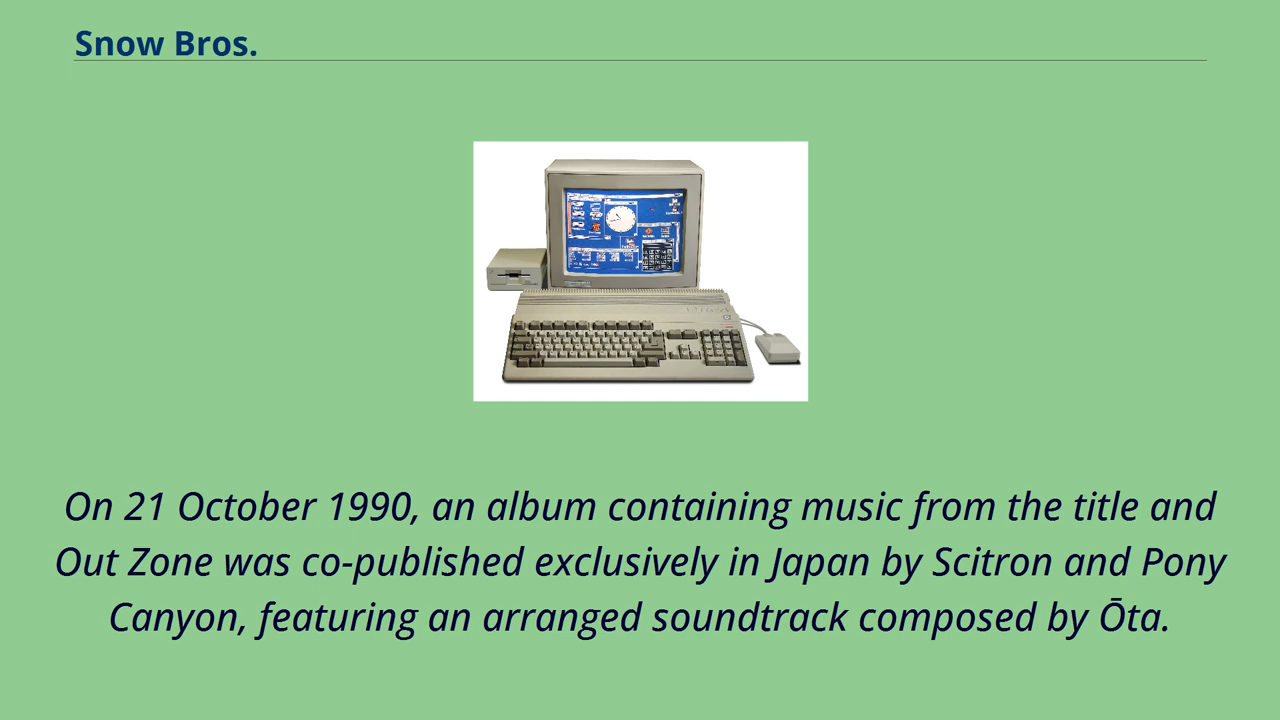 Snow Bros.
On 21 October 1990, an album containing music from the title and
Out Zone was co-published exclusively in Japan by Scitron and Pony
Canyon, featuring an arranged soundtrack composed by Ōta.